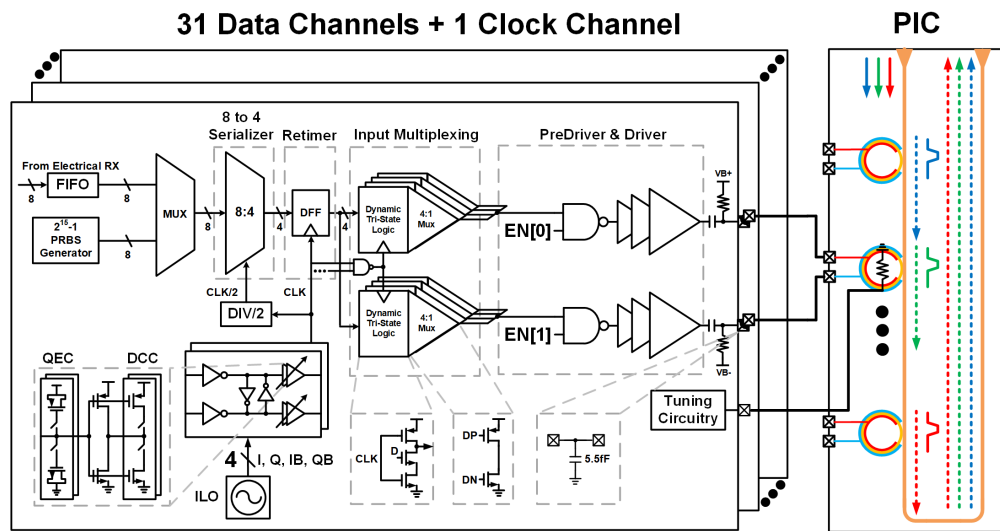 31 Data Channels + 1 Clock Channel
PIC
8 to 4
Serializer
Retimer
Input Multiplexing
PreDriver & Driver
From Electrical RX
FIFO
8
8
2^15-1
PRBS
Generator
8
MUX
8
8:4
4
DFF
4
Dynamic
Tri-State
Logic
4:1
Mux
EN[0]
VB+
CLK/2
CLK
DIV/2
Dynamic
Tri-State
Logic
4:1
Mux
EN[1]
VB-
QEC
DCC
Tuning
Circuitry
CLK
D
DP
DN
5.5fF
4
I, Q, IB, QB
ILO